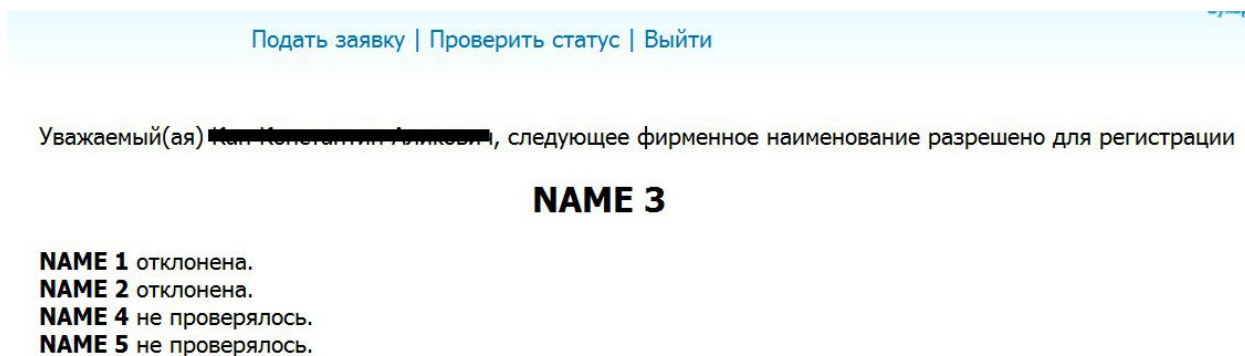 Подать заявку | Проверить статус | Выйти
Уважаемый(ая) , следующее фирменное наименование разрешено для регистрации
NAME 3
NAME 1 отклонена.
NAME 2 отклонена.
NAME 4 не проверялось.
NAME 5 не проверялось.